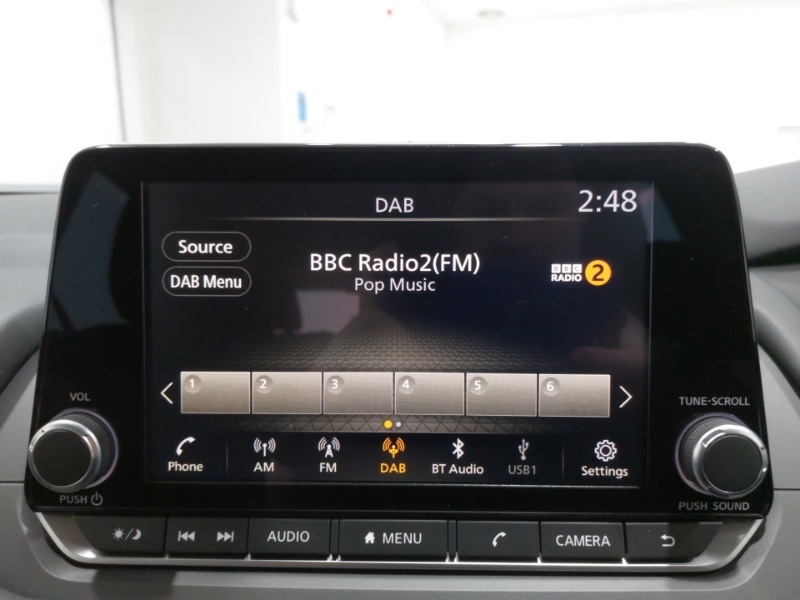 DAB
2:48
Source
BBC Radio2(FM)
BBC
RADIO 2
DAB Menu
Pop Music
1 2 3 4 5 6
VOL
TUNE·SCROLL
Phone AM FM DAB BT Audio USB1 Settings
PUSH
PUSH SOUND
AUDIO MENU CAMERA